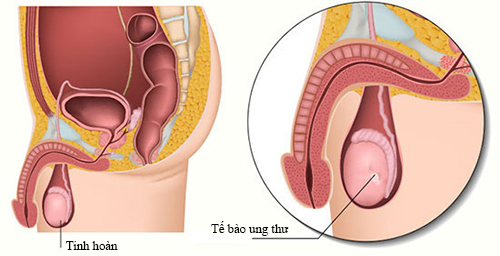 Tinh hoàn
Tế bào ung thư